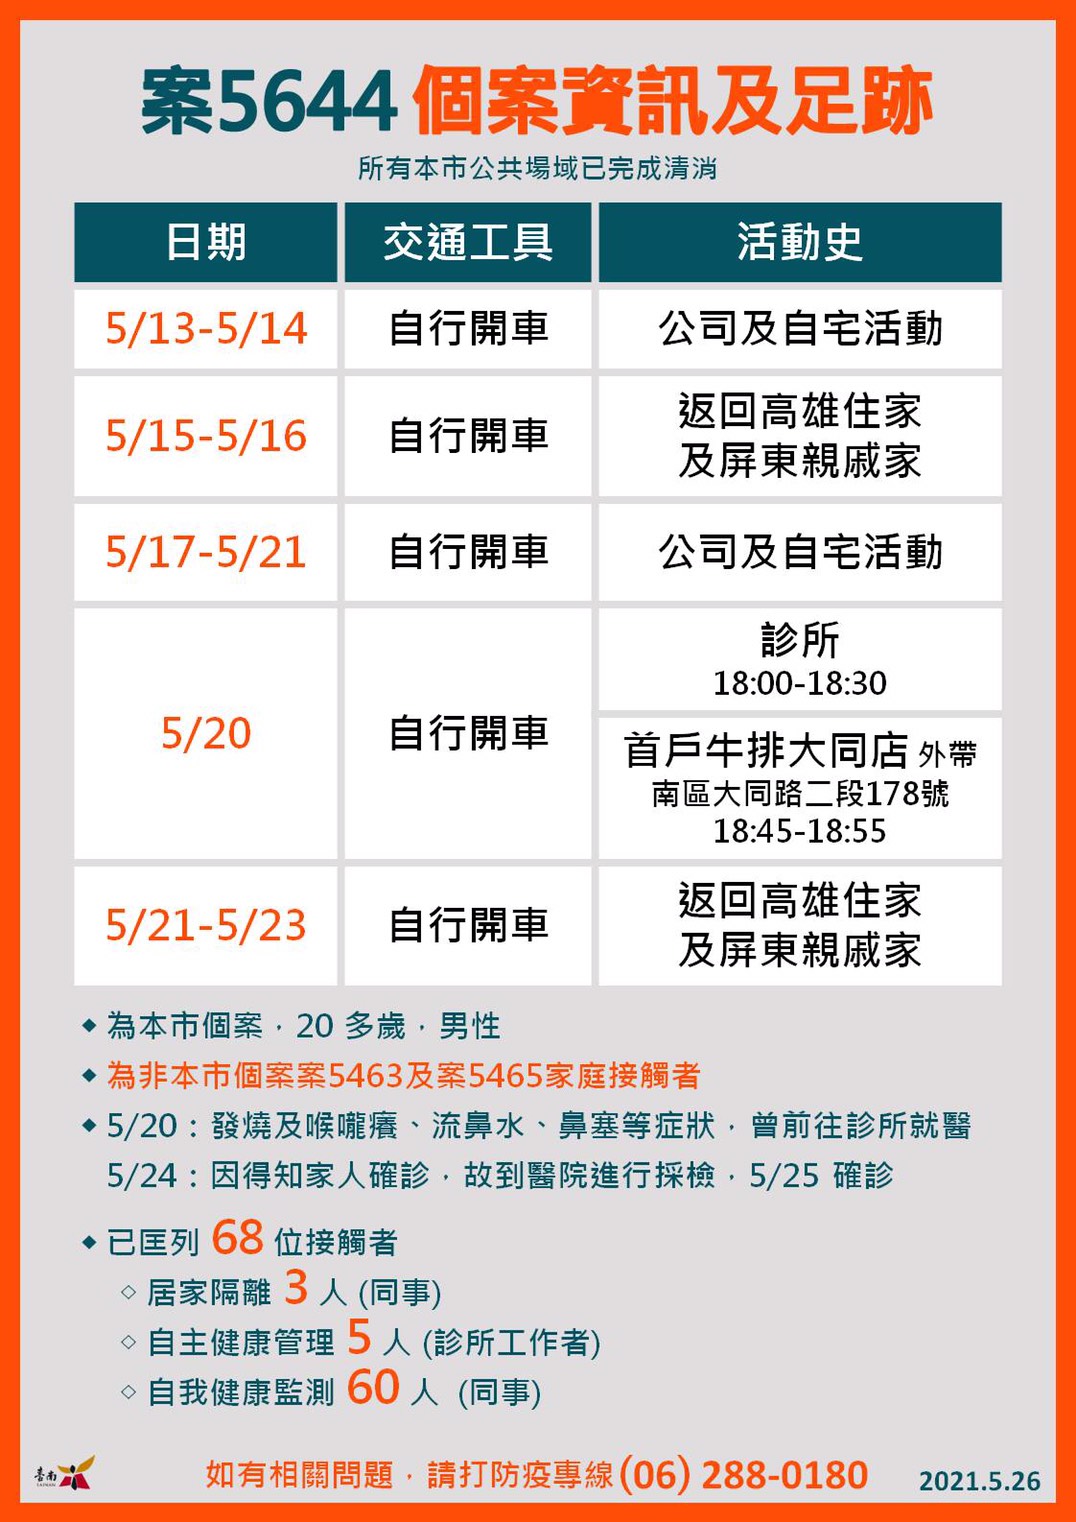 案5644個案資訊及足跡
所有本市公共場域已完成清消
日期 交通工具 活動史
5/13-5/14 自行開車 公司及自宅活動
5/15-5/16 自行開車 返回高雄住家
及屏東親戚家
5/17-5/21 自行開車 公司及自宅活動
5/20 自行開車 診所
18:00-18:30
首戶牛排大同店 外帶
南區大同路二段178號
18:45-18:55
5/21-5/23 自行開車 返回高雄住家
及屏東親戚家
◆ 為本市個案，20 多歲，男性
◆ 為非本市個案案5463及案5465家庭接觸者
◆ 5/20：發燒及喉嚨癢、流鼻水、鼻塞等症狀，曾前往診所就醫
5/24：因得知家人確診，故到醫院進行採檢，5/25 確診
◆ 已匡列 68 位接觸者
◇ 居家隔離 3 人 (同事)
◇ 自主健康管理 5 人 (診所工作者)
◇ 自我健康監測 60 人 (同事)
臺南
TAINAN
如有相關問題，請打防疫專線(06) 288-0180
2021.5.26